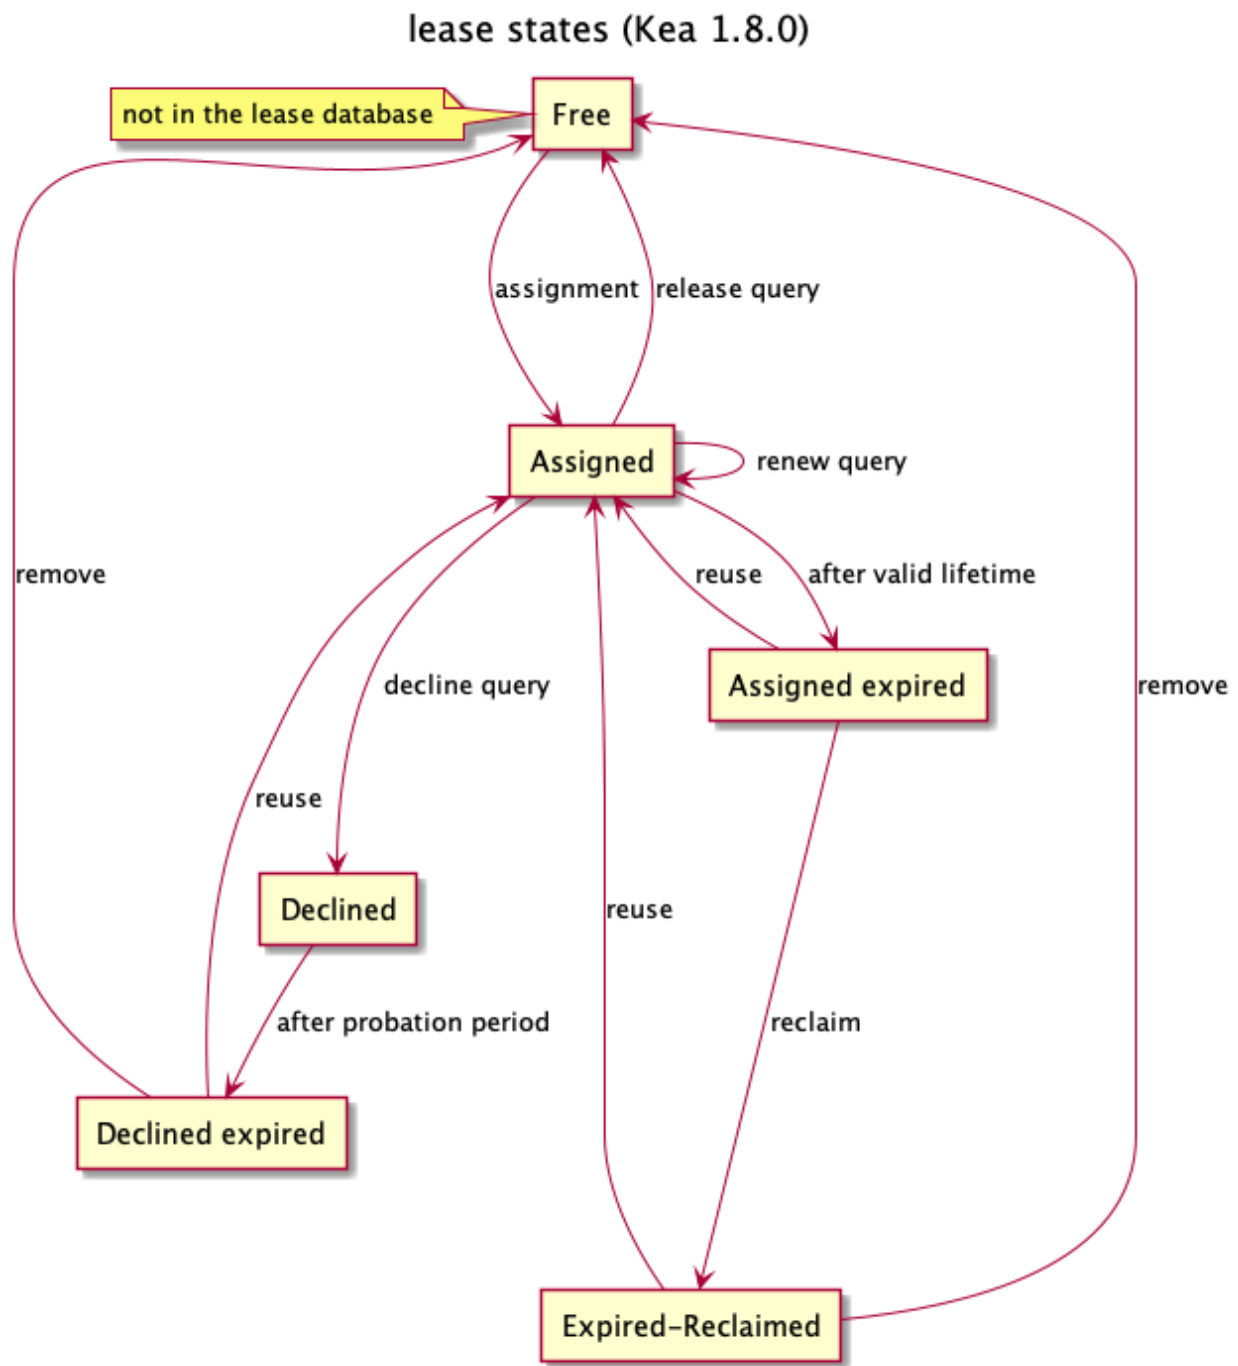 lease states (Kea 1.8.0)
not in the lease database
Free
assignment
release query
Assigned
renew query
remove
reuse
after valid lifetime
decline query
Assigned expired
remove
reuse
Declined
reuse
after probation period
reclaim
Declined expired
Expired-Reclaimed